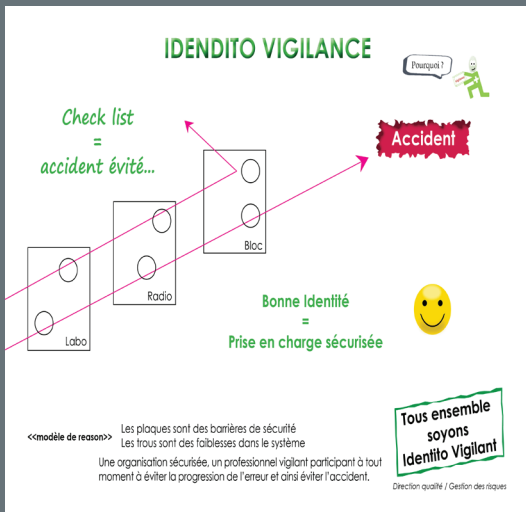 IDENDITO VIGILANCE
Pourquoi ?
Check list
=
accident évité...
Accident
Bloc
Radio
Labo
Bonne Identité
=
Prise en charge sécurisée
<<modèle de reason>>
Les plaques sont des barrières de sécurité
Les trous sont des faiblesses dans le système
Une organisation sécurisée, un professionnel vigilant participant à tout
moment à éviter la progression de l'erreur et ainsi éviter l'accident.
Tous ensemble
soyons
Identito Vigilant
Direction qualité / Gestion des risques